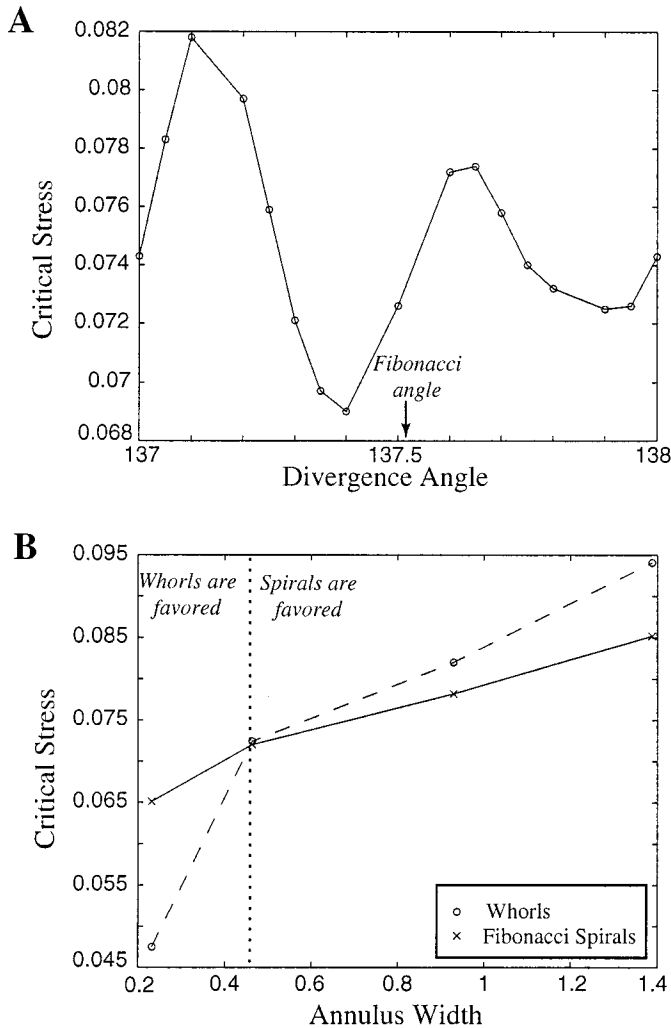 A
0.082
0.08
0.078
0.076
0.074
0.072
0.07
0.068
Critical Stress
Fibonacci
angle
137
137.5
138
Divergence Angle
B
0.095
0.085
0.075
0.065
0.055
0.045
Critical Stress
Whorls are
favored
Spirals are
favored
Whorls
Fibonacci Spirals
0.2
0.4
0.6
0.8
1
1.2
1.4
Annulus Width